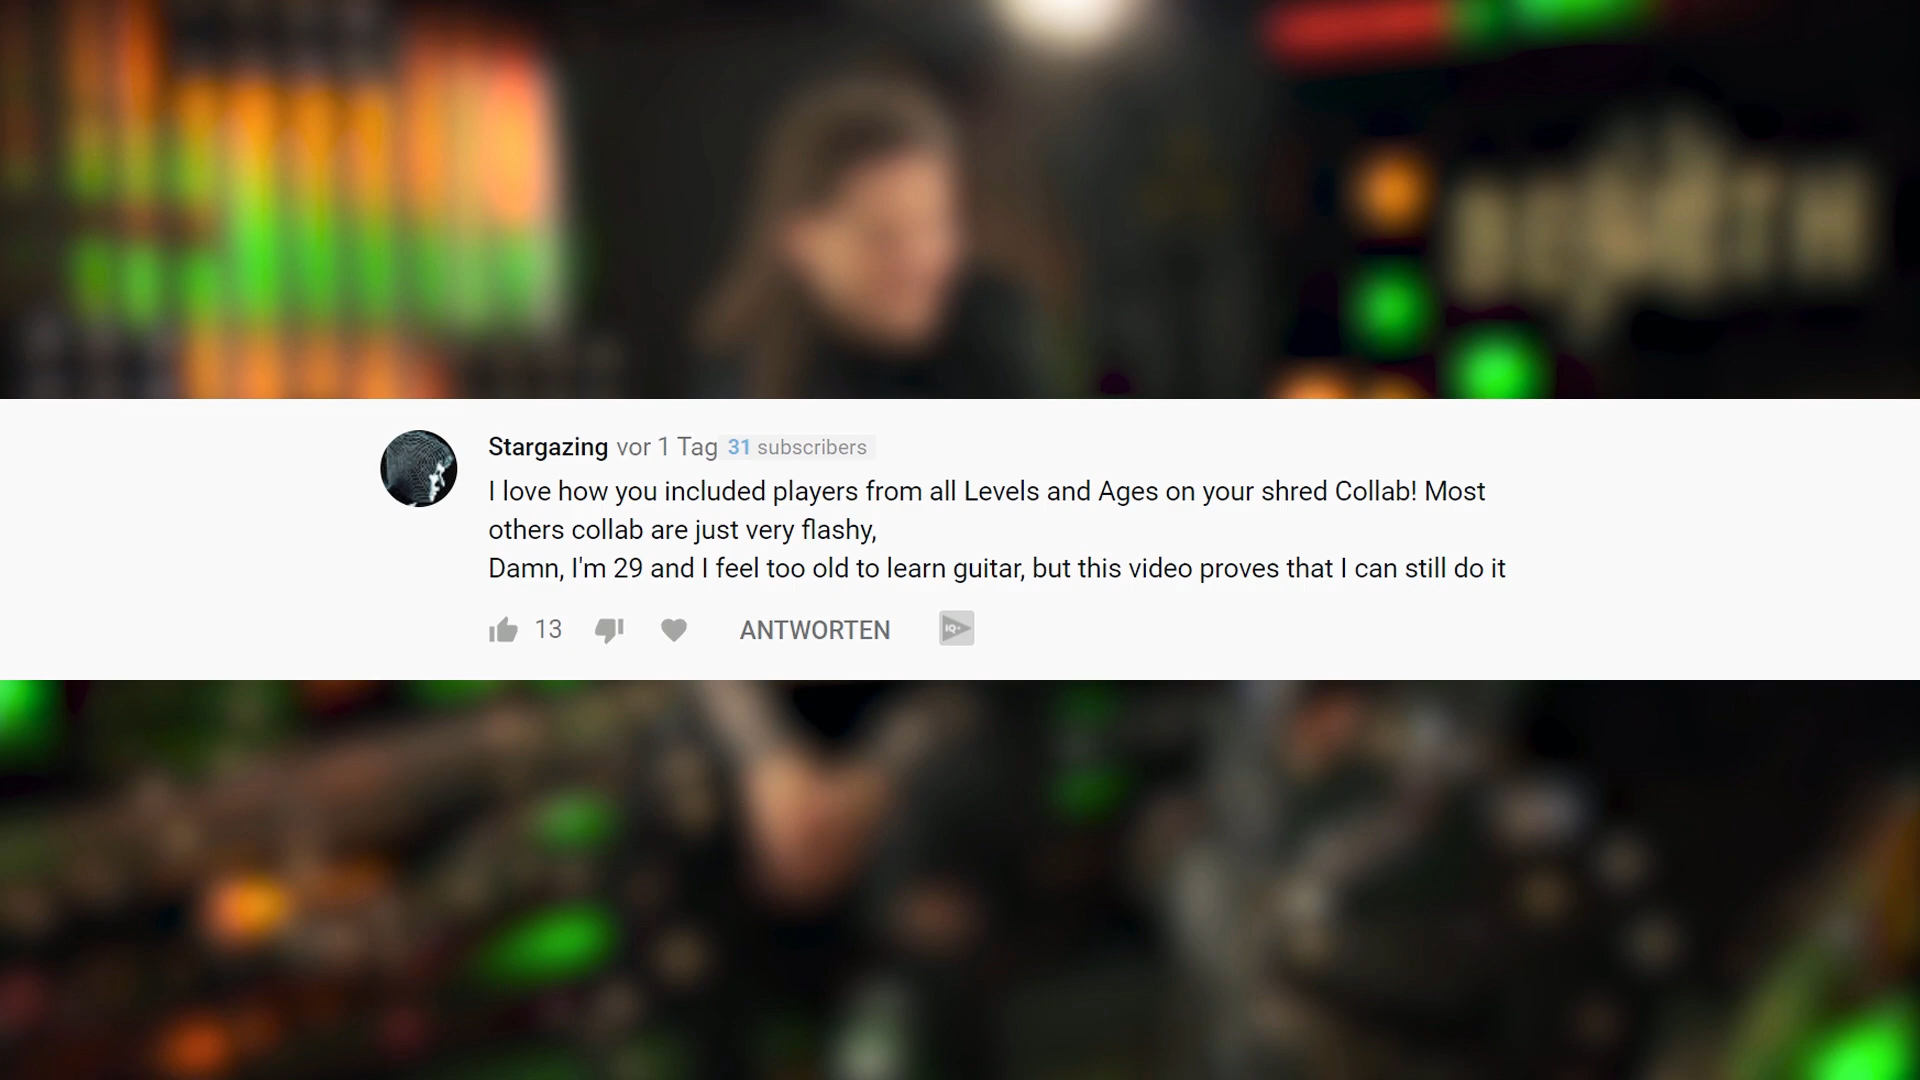 Stargazing vor 1 Tag 31 subscribers
I love how you included players from all Levels and Ages on your shred Collab! Most
others collab are just very flashy,
Damn, I'm 29 and I feel too old to learn guitar, but this video proves that I can still do it
13 ANTWORTEN IQ+